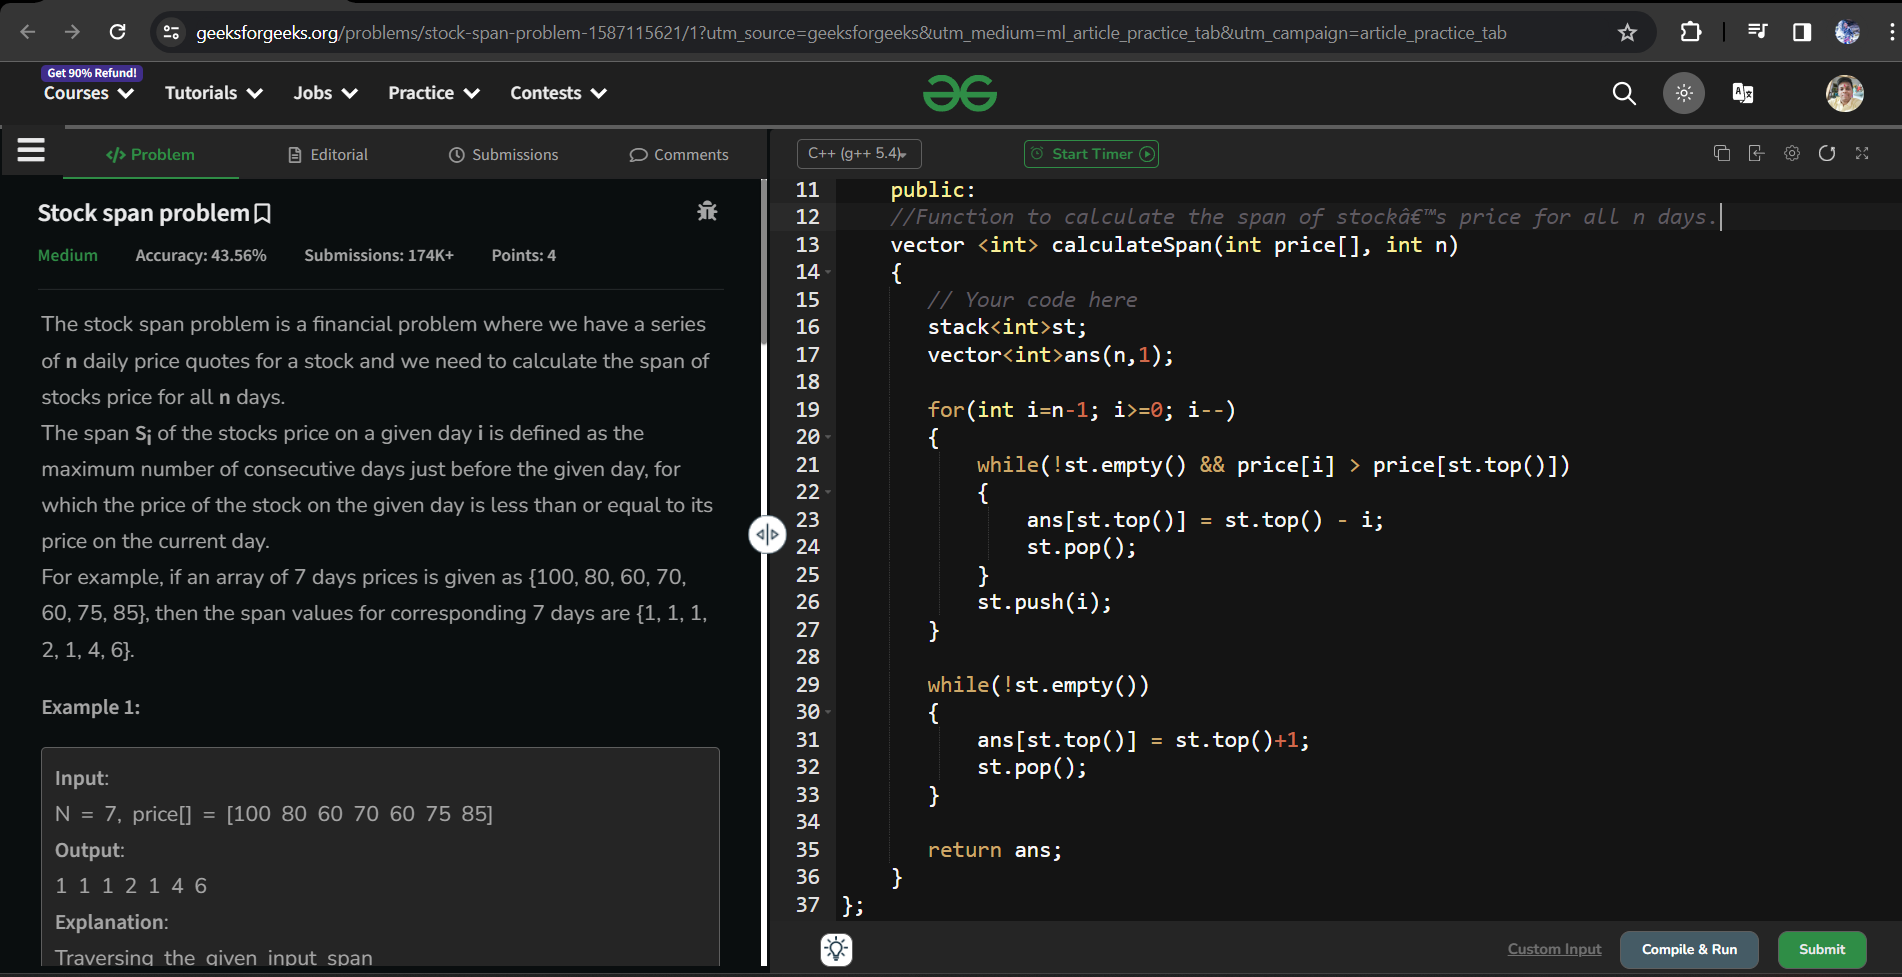 geeksforgeeks.org/problems/stock-span-problem-1587115621/1?utm_source=geeksforgeeks&utm_medium=ml_article_practice_tab&utm_campaign=article_practice_tab
Get 90% Refund!
Courses Tutorials Jobs Practice Contests
Problem Editorial Submissions Comments
Stock span problem
Medium Accuracy: 43.56% Submissions: 174K+ Points: 4
The stock span problem is a financial problem where we have a series
of n daily price quotes for a stock and we need to calculate the span of
stocks price for all n days.
The span Si of the stocks price on a given day i is defined as the
maximum number of consecutive days just before the given day, for
which the price of the stock on the given day is less than or equal to its
price on the current day.
For example, if an array of 7 days prices is given as {100, 80, 60, 70,
60, 75, 85}, then the span values for corresponding 7 days are {1, 1, 1,
2, 1, 4, 6}.
Example 1:
Input:
N = 7, price[] = [100 80 60 70 60 75 85]
Output:
1 1 1 2 1 4 6
Explanation:
Traversing the given input span
C++ (g++ 5.4) Start Timer
11 public:
12 //Function to calculate the span of stockâ€™s price for all n days.
13 vector <int> calculateSpan(int price[], int n)
14 {
15 // Your code here
16 stack<int>st;
17 vector<int>ans(n,1);
18
19 for(int i=n-1; i>=0; i--)
20 {
21 while(!st.empty() && price[i] > price[st.top()])
22 {
23 ans[st.top()] = st.top() - i;
24 st.pop();
25 }
26 st.push(i);
27 }
28
29 while(!st.empty())
30 {
31 ans[st.top()] = st.top()+1;
32 st.pop();
33 }
34
35 return ans;
36 }
37 };
Custom Input Compile & Run Submit